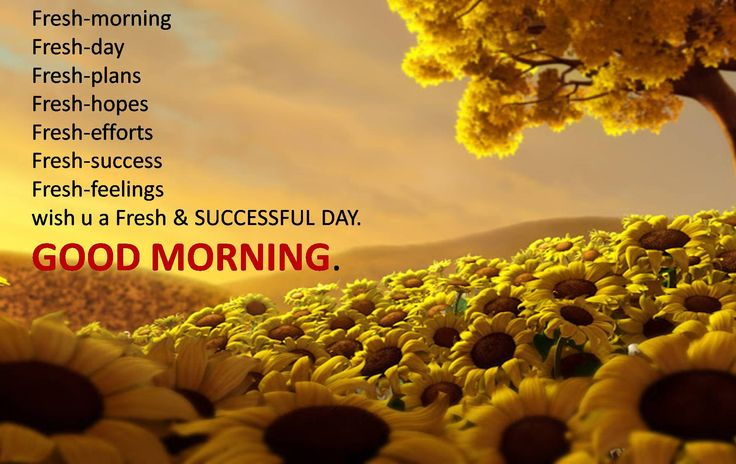 Fresh-morning
Fresh-day
Fresh-plans
Fresh-hopes
Fresh-efforts
Fresh-success
Fresh-feelings
wish u a Fresh & SUCCESSFUL DAY.
GOOD MORNING.